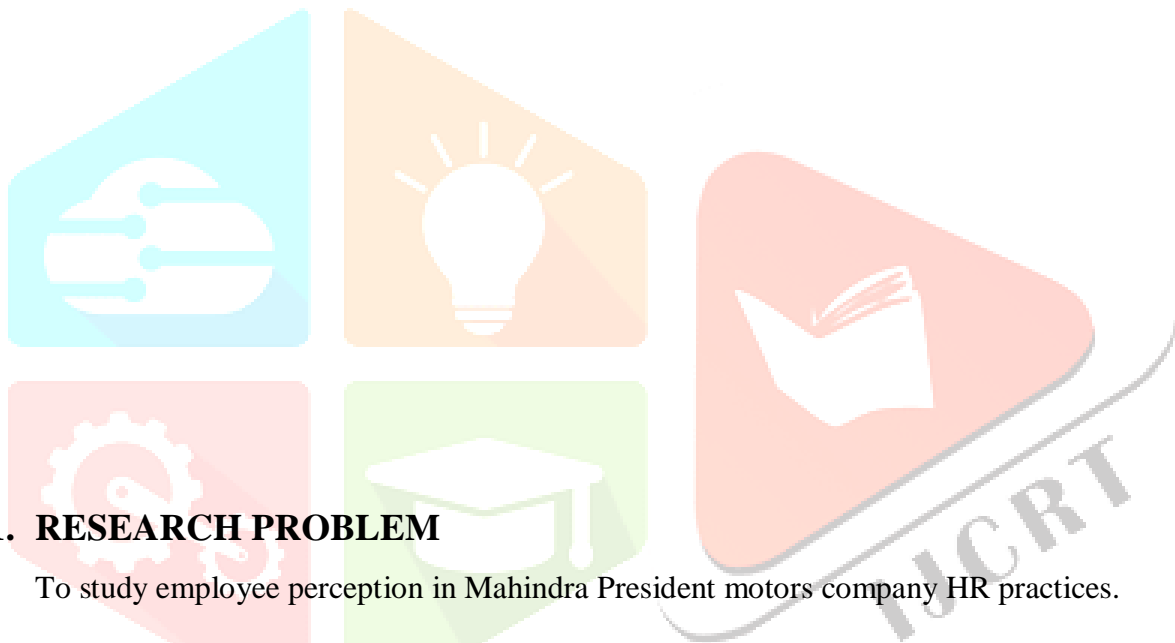 . RESEARCH PROBLEM
To study employee perception in Mahindra President motors company HR practices.
IJCRT